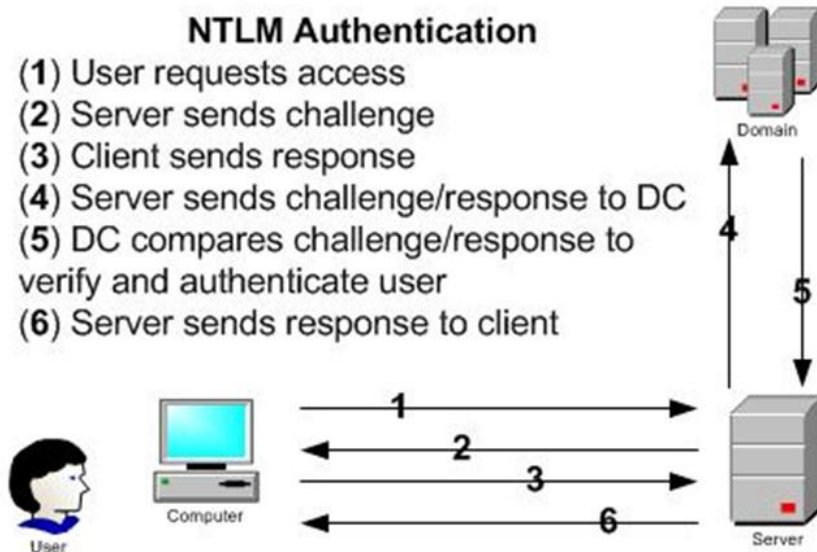 NTLM Authentication
(1) User requests access
(2) Server sends challenge
(3) Client sends response
(4) Server sends challenge/response to DC
(5) DC compares challenge/response to
verify and authenticate user
(6) Server sends response to client
Domain
4
5
1
2
3
6
User
Computer
Server